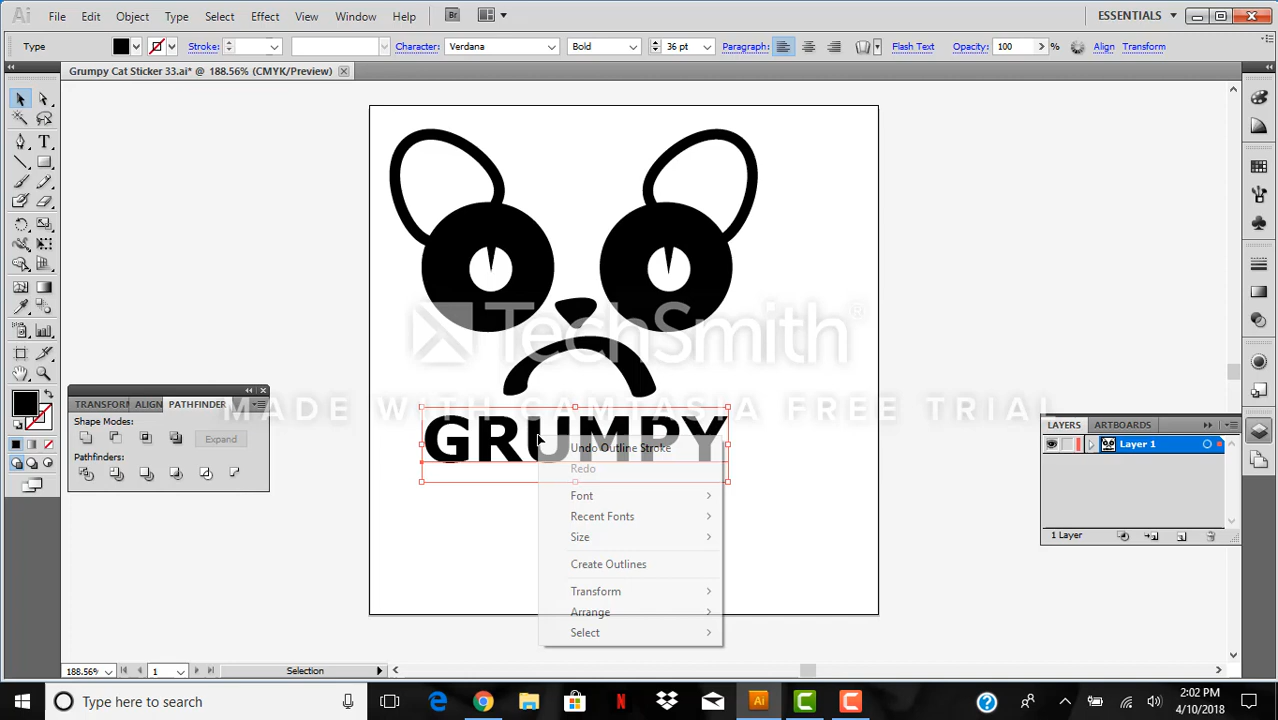 Ai File Edit Object Type Select Effect View Window Help Br ESSENTIALS
Type Stroke: Character: Verdana Bold 36 pt Paragraph: Flash Text Opacity: 100 % Align Transform
Grumpy Cat Sticker 33.ai* @ 188.56% (CMYK/Preview)
TechSmith®
MADE WITH CAMTASIA FREE TRIAL
TRANSFORM ALIGN PATHFINDER
Shape Modes:
Expand
Pathfinders:
GRUMPY
Undo Outline Stroke
Redo
Font
Recent Fonts
Size
Create Outlines
Transform
Arrange
Select
LAYERS ARTBOARDS
Layer 1
1 Layer
188.56% 1 Selection
Type here to search
Ai
2:02 PM
4/10/2018